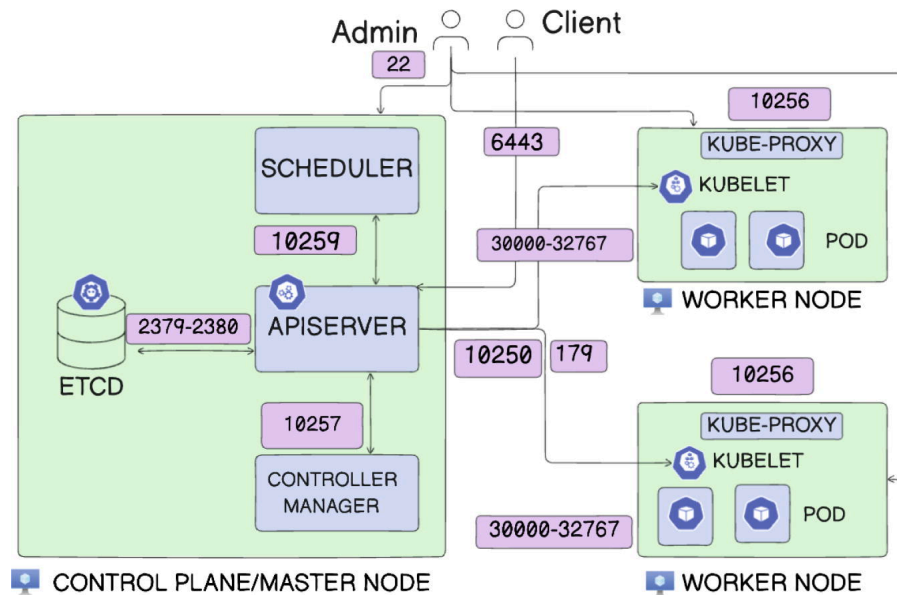 Admin
Client
22
10256
6443
SCHEDULER
KUBE-PROXY
KUBELET
10259
30000-32767
POD
WORKER NODE
2379-2380
APISERVER
ETCD
10250
179
10256
10257
KUBE-PROXY
KUBELET
CONTROLLER
MANAGER
POD
30000-32767
CONTROL PLANE/MASTER NODE
WORKER NODE